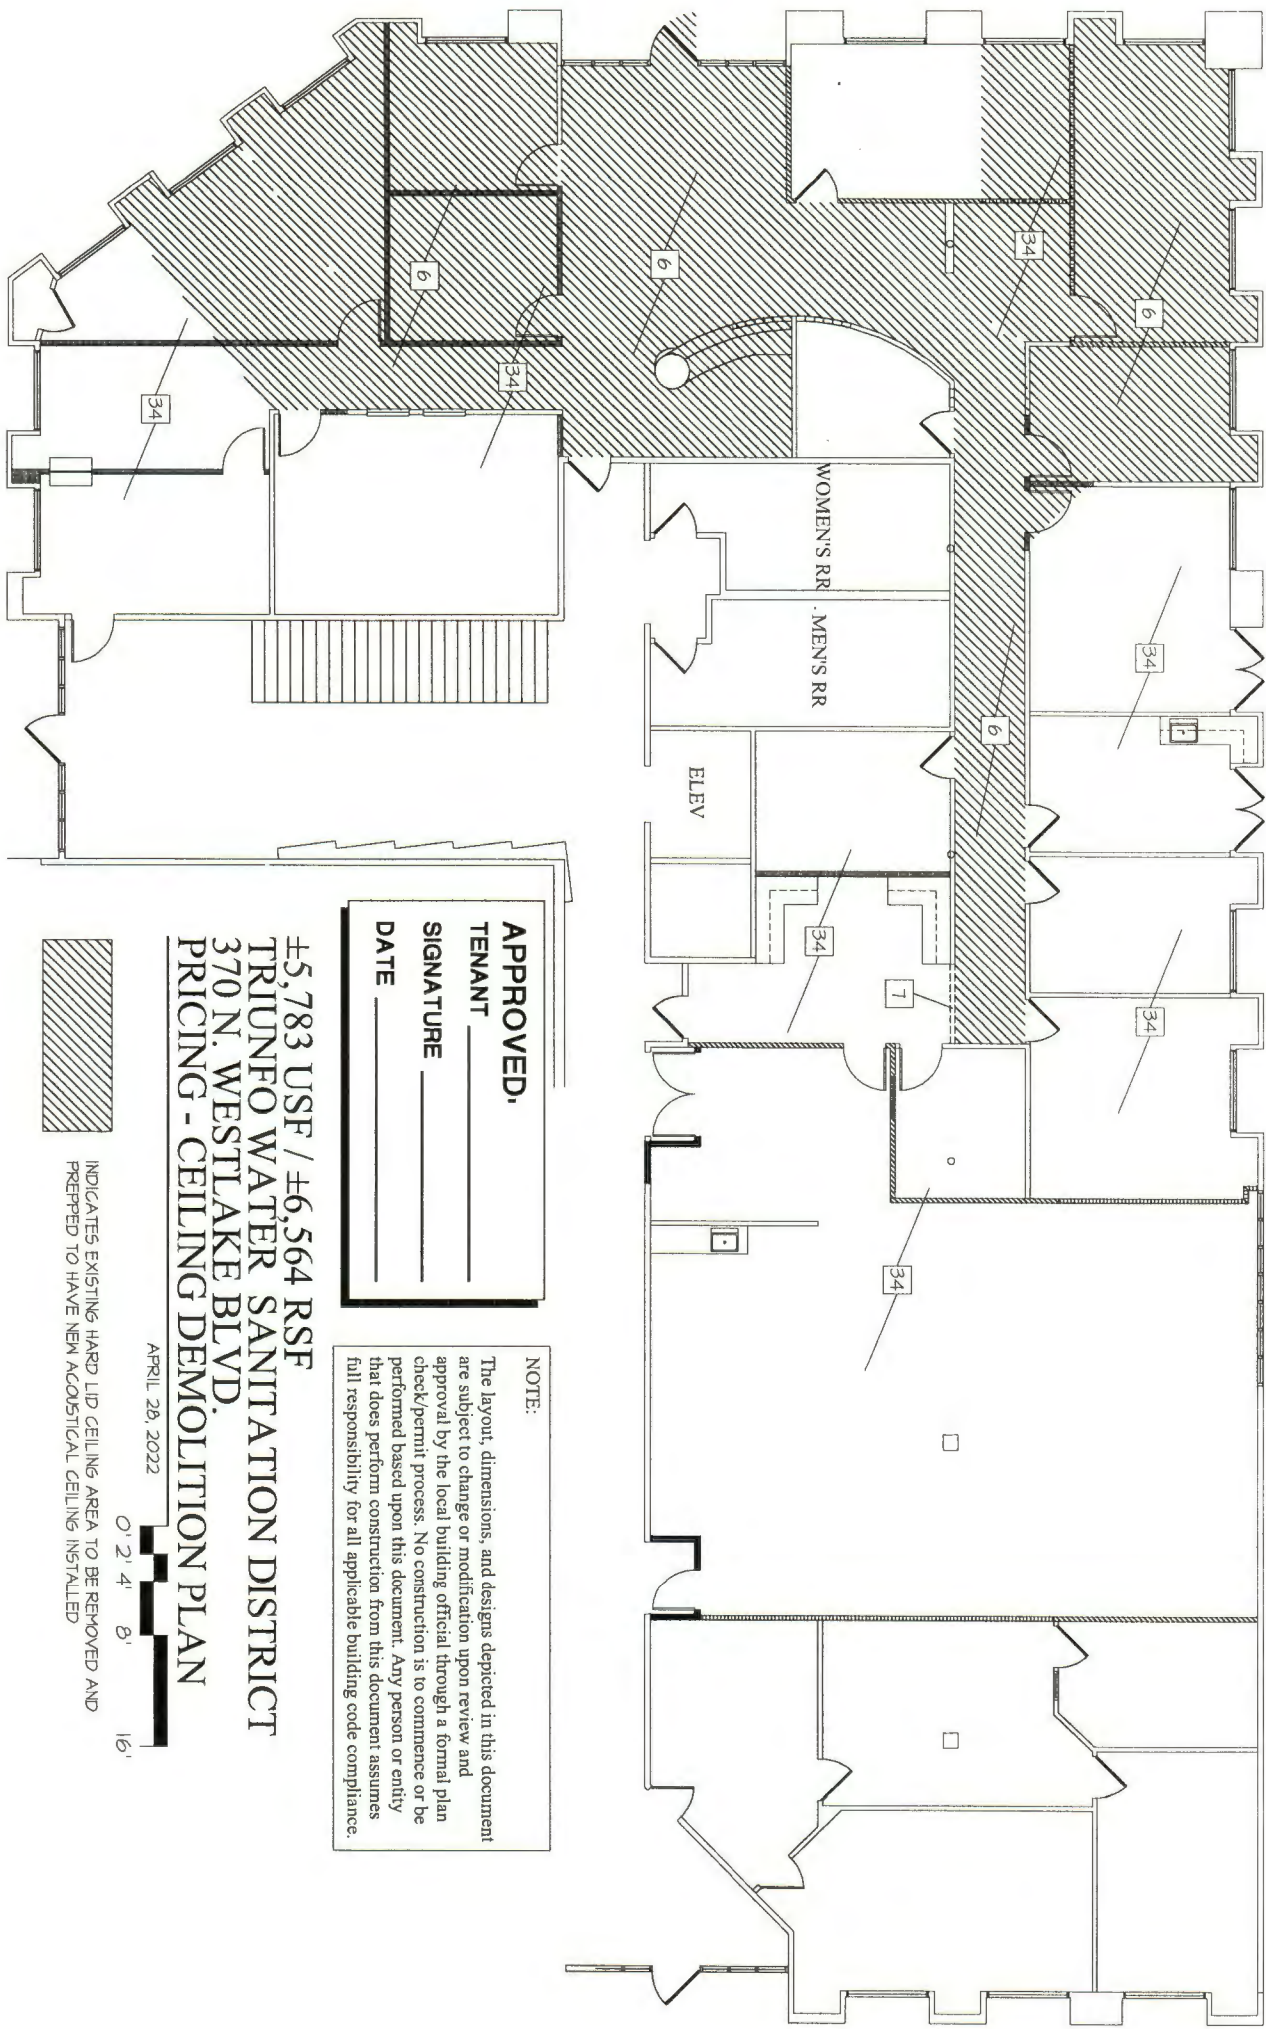 34
6
34
6
6
34
6
34
34
WOMEN'S RR
MEN'S RR
ELEV
34
6
34
7
34
34
APPROVED.
TENANT
SIGNATURE
DATE
NOTE:
The layout, dimensions, and designs depicted in this document
are subject to change or modification upon review and
approval by the local building official through a formal plan
check/permit process. No construction is to commence or be
performed based upon this document. Any person or entity
that does perform construction from this document assumes
full responsibility for all applicable building code compliance.
±5,783 USF / ±6,564 RSF
TRIUNFO WATER SANITATION DISTRICT
370 N. WESTLAKE BLVD.
PRICING - CEILING DEMOLITION PLAN
APRIL 28, 2022
0' 2' 4' 8' 16'
INDICATES EXISTING HARD LID CEILING AREA TO BE REMOVED AND
PREPPED TO HAVE NEW ACOUSTICAL CEILING INSTALLED